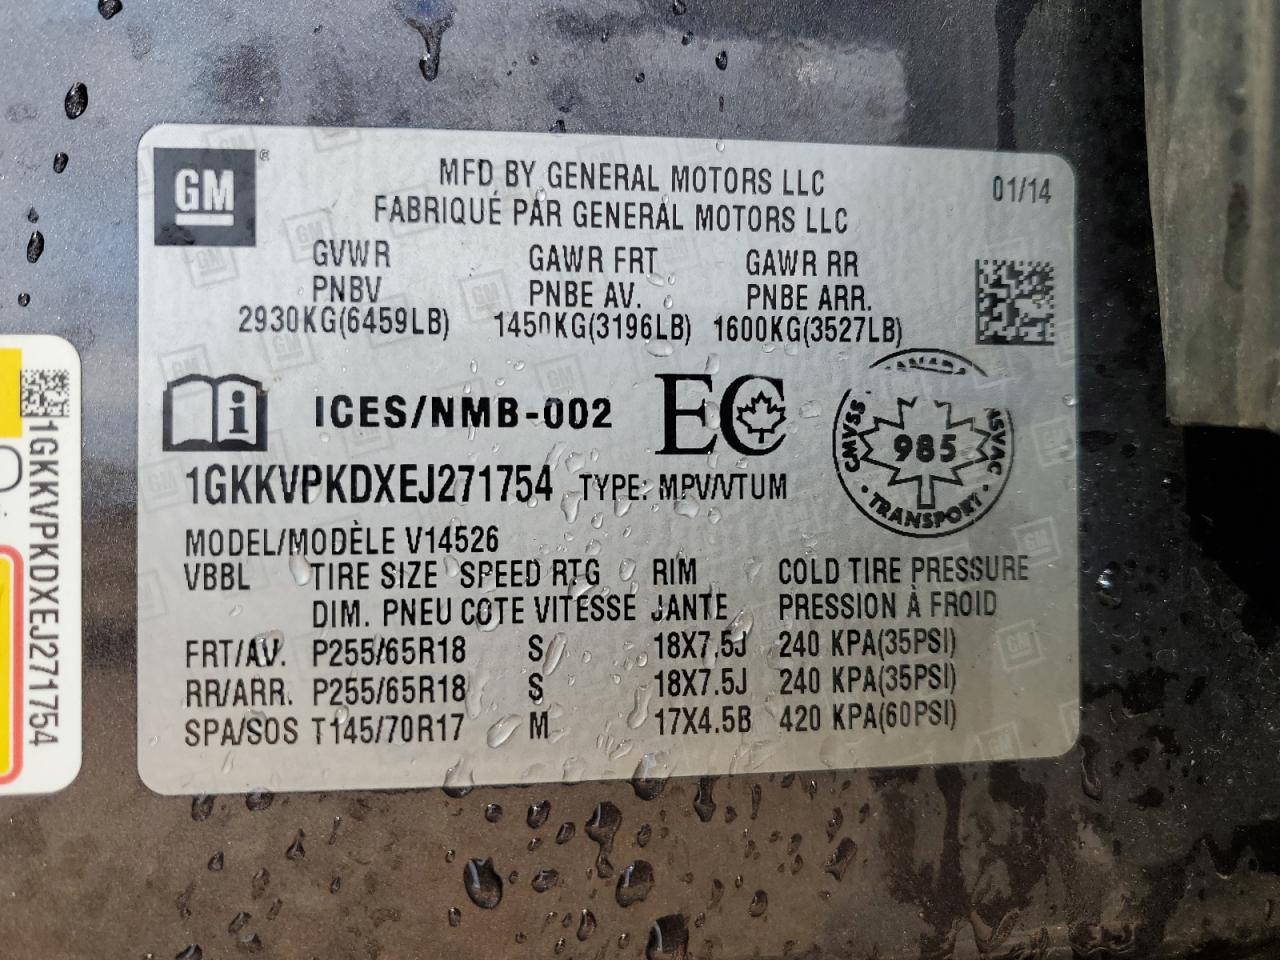 GM ®
MFD BY GENERAL MOTORS LLC
FABRIQUÉ PAR GENERAL MOTORS LLC
01/14
GVWR GAWR FRT GAWR RR
PNBV PNBE AV. PNBE ARR.
2930KG(6459LB) 1450KG(3196LB) 1600KG(3527LB)
i ICES/NMB-002 EC
CMVSS 985 NSVAC
TRANSPORT
1GKKVPKDXEJ271754 TYPE: MPV/VTUM
MODEL/MODÈLE V14526
VBBL TIRE SIZE SPEED RTG RIM COLD TIRE PRESSURE
DIM. PNEU COTE VITESSE JANTE PRESSION À FROID
FRT/AV. P255/65R18 S 18X7.5J 240 KPA(35PSI)
RR/ARR. P255/65R18 S 18X7.5J 240 KPA(35PSI)
SPA/SOS T145/70R17 M 17X4.5B 420 KPA(60PSI)
1GKKVPKDXEJ271754